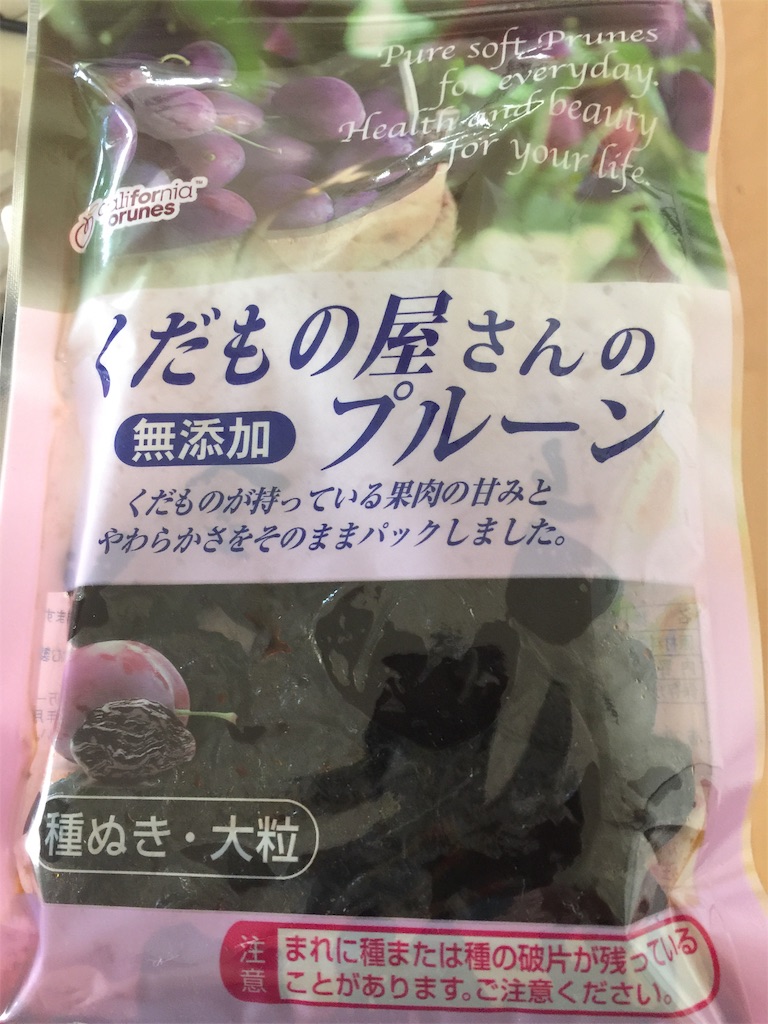 Pure soft Prunes
for everyday.
Health and beauty
for your life.
california
prunes
くだもの屋さんの
無添加
プルーン
くだものが持っている果肉の甘みと
やわらかさをそのままパックしました。
種ぬき・大粒
注意
まれに種または種の破片が残っている
ことがあります。ご注意ください。